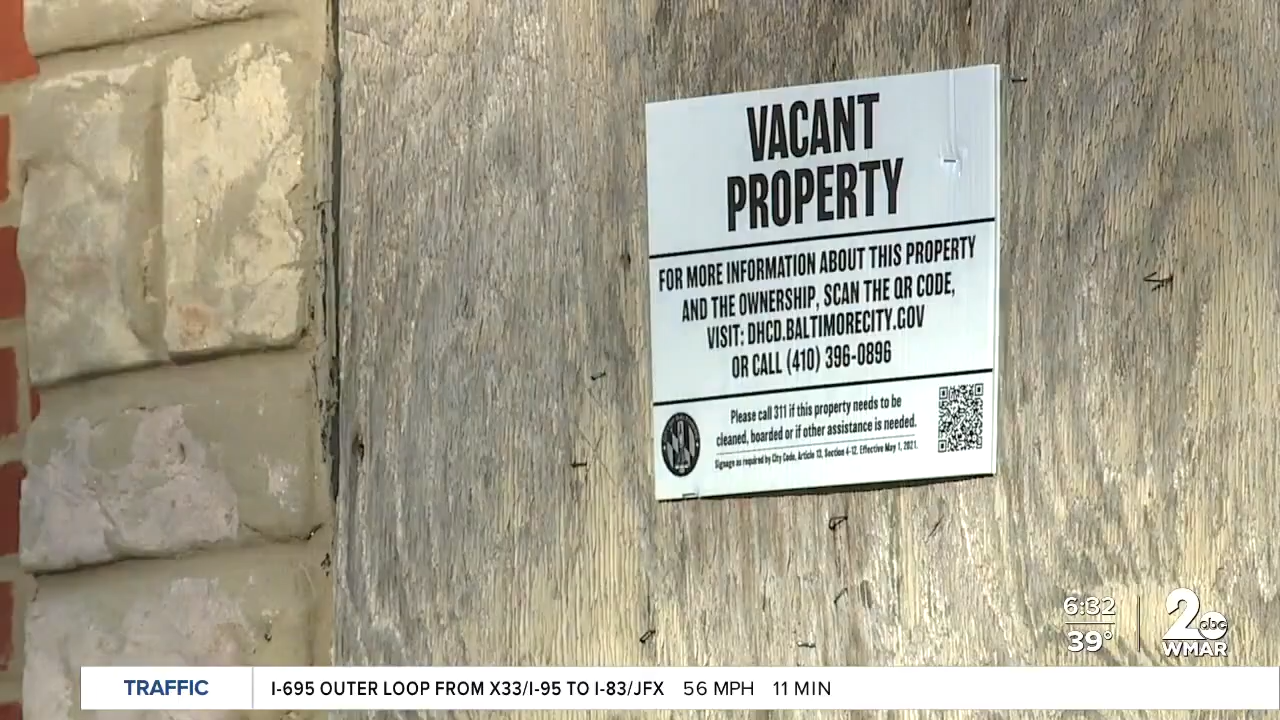 VACANT
PROPERTY
FOR MORE INFORMATION ABOUT THIS PROPERTY
AND THE OWNERSHIP, SCAN THE QR CODE,
VISIT: DHCD.BALTIMORECITY.GOV
OR CALL (410) 396-0896
Please call 311 if this property needs to be
cleaned, boarded or if other assistance is needed.
Signage as required by City Code, Article 13, Section 4-12. Effective May 1, 2021.
6:32
39°
2 abc
WMAR
TRAFFIC I-695 OUTER LOOP FROM X33/I-95 TO I-83/JFX 56 MPH 11 MIN